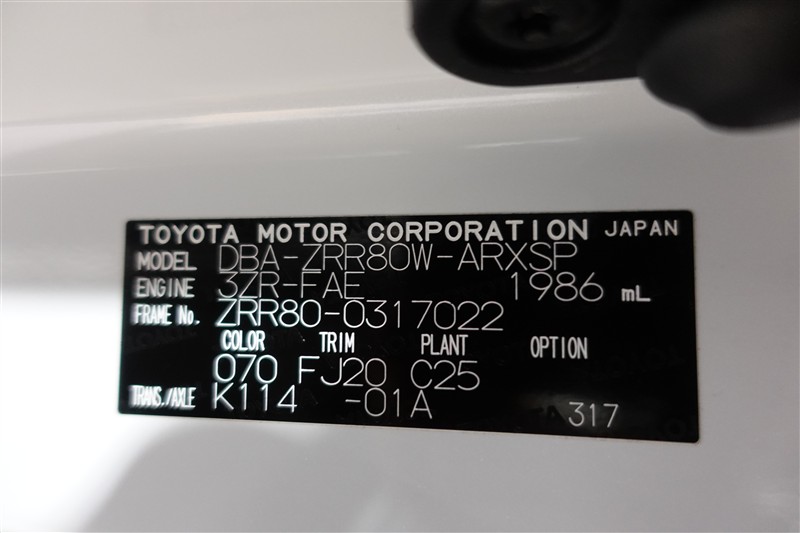 TOYOTA MOTOR CORPORATION JAPAN
MODEL DBA-ZRR80W-ARXSP
ENGINE 3ZR-FAE 1986 mL
FRAME No. ZRR80-0317022
COLOR TRIM PLANT OPTION
070 FJ20 C25
TRANS./AXLE K114 -01A 317